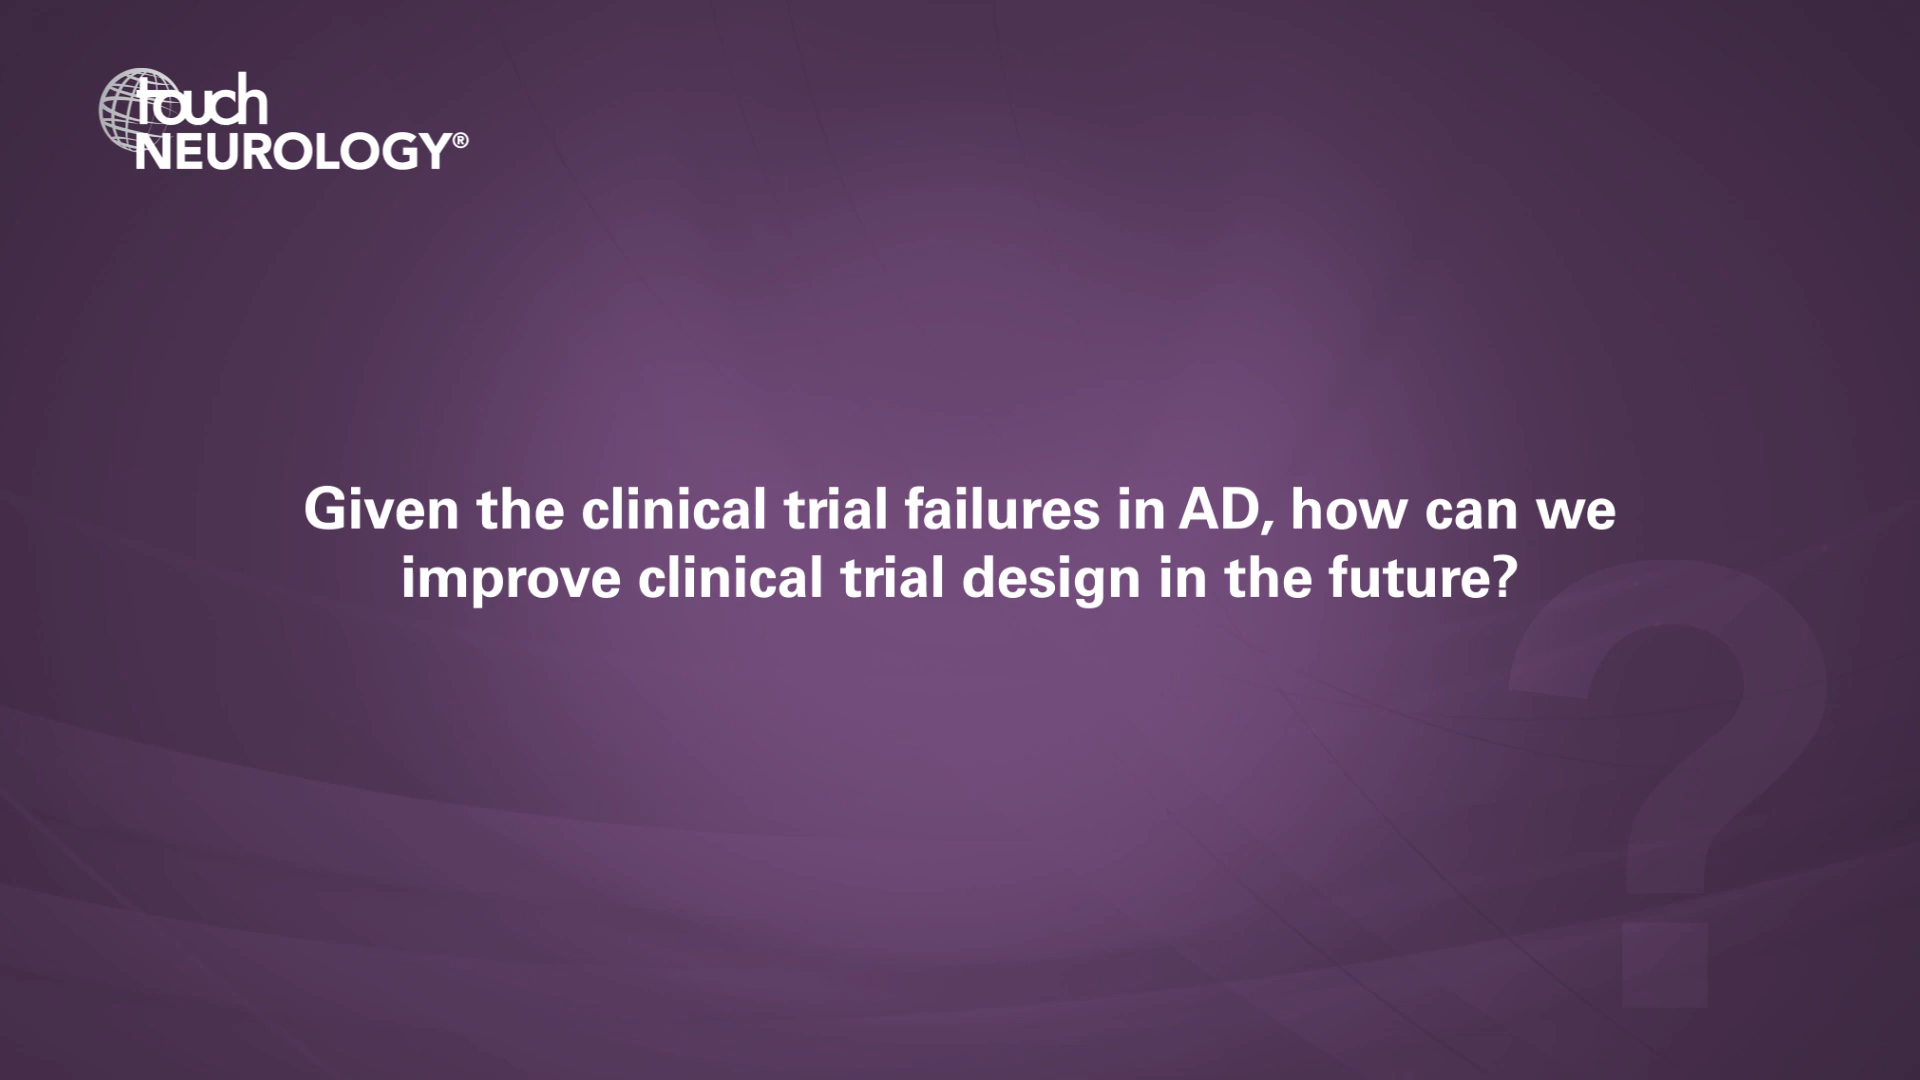 touch
NEUROLOGY®
Given the clinical trial failures in AD, how can we
improve clinical trial design in the future?
?